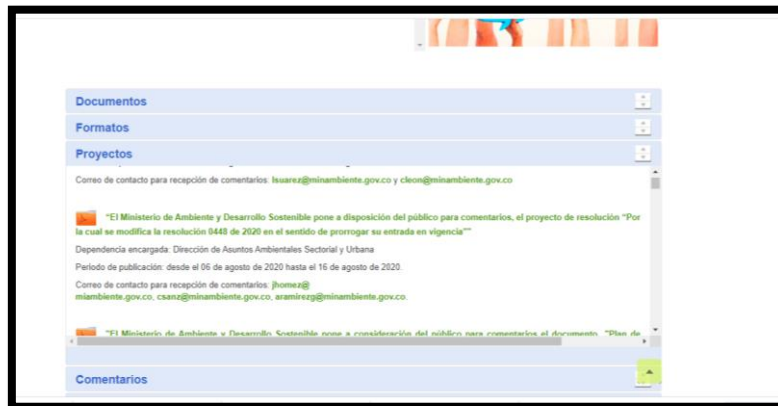 Documentos
Formatos
Proyectos
Correo de contacto para recepción de comentarios: lsuarez@minambiente.gov.co y cleon@minambiente.gov.co
"El Ministerio de Ambiente y Desarrollo Sostenible pone a disposición del público para comentarios, el proyecto de resolución "Por
la cual se modifica la resolución 0448 de 2020 en el sentido de prorrogar su entrada en vigencia""
Dependencia encargada: Dirección de Asuntos Ambientales Sectorial y Urbana
Periodo de publicación: desde el 06 de agosto de 2020 hasta el 16 de agosto de 2020.
Correo de contacto para recepción de comentarios: jhomez@
miambiente.gov.co, csanz@minambiente.gov.co, aramirezg@minambiente.gov.co.
"El Ministerio de Ambiente y Desarrollo Sostenible pone a consideración del público para comentarios el documento "Plan de
Comentarios